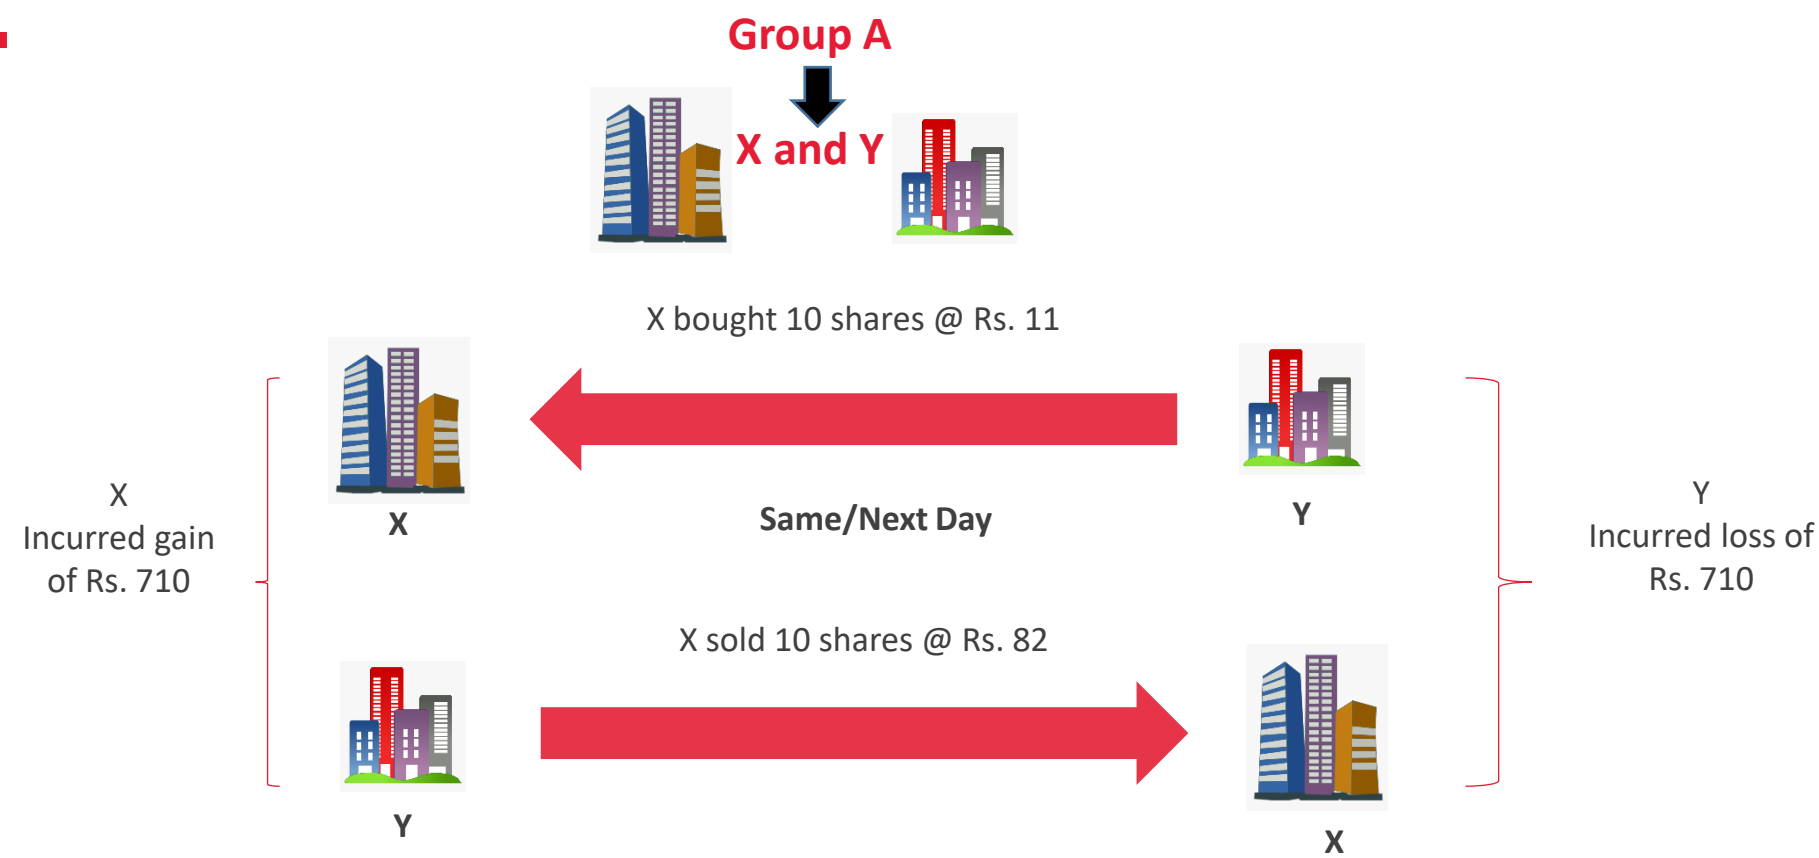 Group A
X and Y
X bought 10 shares @ Rs. 11
X
Y
Same/Next Day
X
Incurred gain
of Rs. 710
Y
Incurred loss of
Rs. 710
X sold 10 shares @ Rs. 82
Y
X